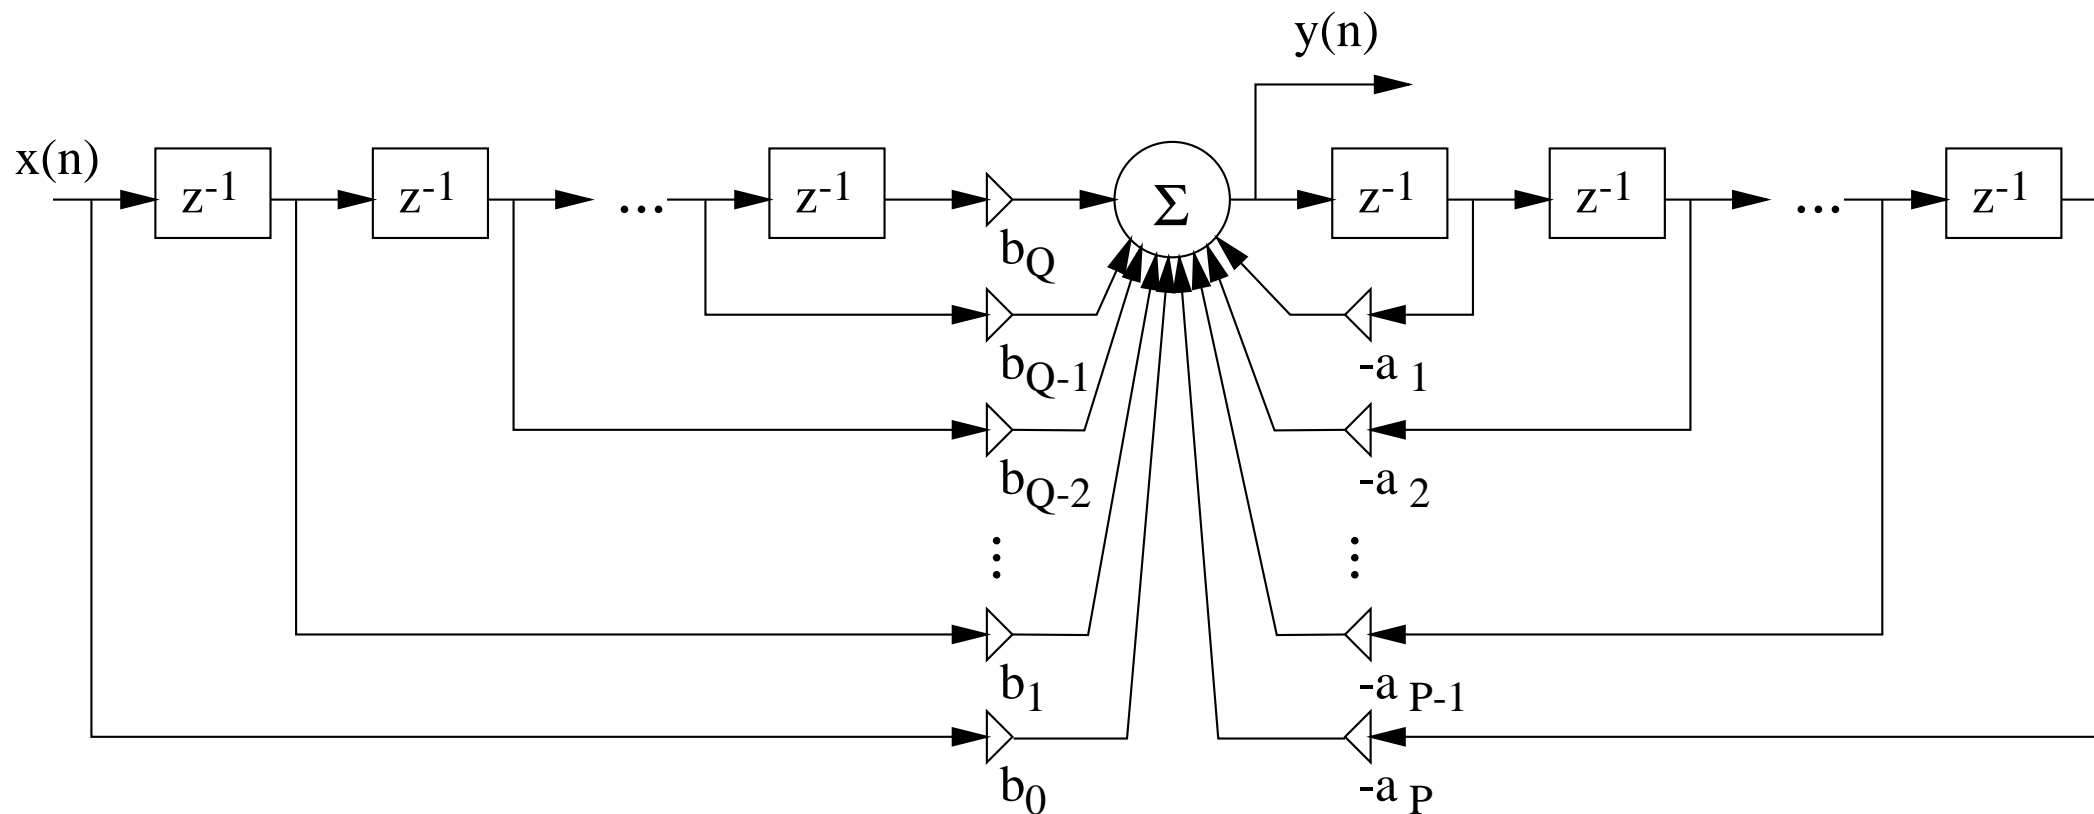 y(n)
x(n) z-1 z-1 ... z-1 Σ z-1 z-1 ... z-1
bQ
bQ-1 -a 1
bQ-2 -a 2
⋮ ⋮
b1 -a P-1
b0 -a P